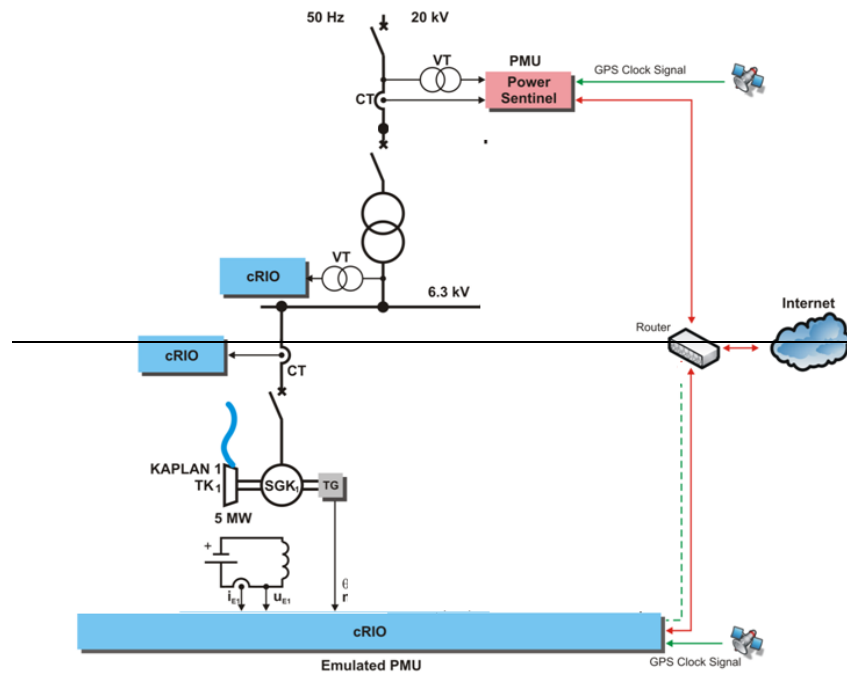 50 Hz 20 kV
VT
PMU
Power
Sentinel
GPS Clock Signal
CT
VT
cRIO
6.3 kV
Internet
Router
cRIO
CT
KAPLAN 1
TK1
SGK1
TG
5 MW
+
θ
iE1
uE1
cRIO
Emulated PMU
GPS Clock Signal